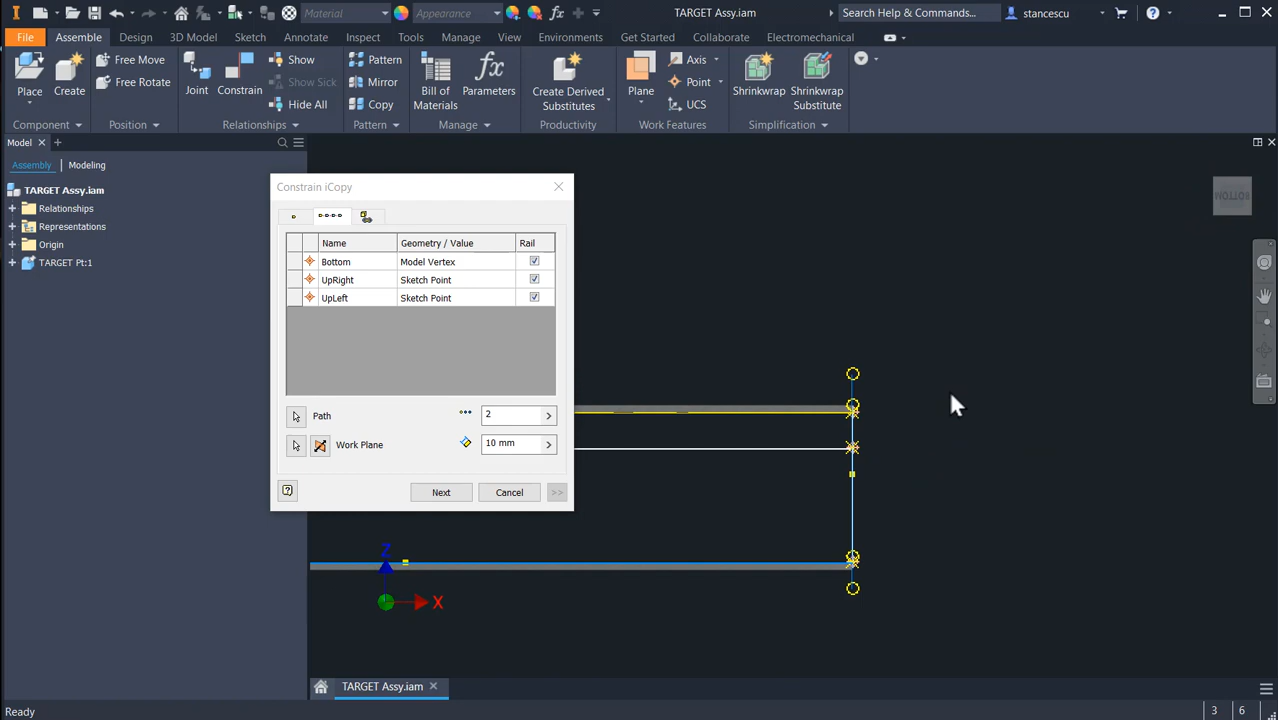 Material
Appearance
TARGET Assy.iam
Search Help & Commands...
stancescu
File Assemble Design 3D Model Sketch Annotate Inspect Tools Manage View Environments Get Started Collaborate Electromechanical
Place
Create
Free Move
Free Rotate
Component
Position
Joint
Constrain
Show
Show Sick
Hide All
Relationships
Pattern
Mirror
Copy
Pattern
Bill of
Materials
Parameters
Manage
Create Derived
Substitutes
Productivity
Plane
Axis
Point
UCS
Work Features
Shrinkwrap
Shrinkwrap
Substitute
Simplification
Model
Assembly Modeling
TARGET Assy.iam
Relationships
Representations
Origin
TARGET Pt:1
Constrain iCopy
Name Geometry / Value Rail
Bottom Model Vertex
UpRight Sketch Point
UpLeft Sketch Point
Path 2
Work Plane 10 mm
Next Cancel >>
BOTTOM
Z
X
TARGET Assy.iam
Ready 3 6